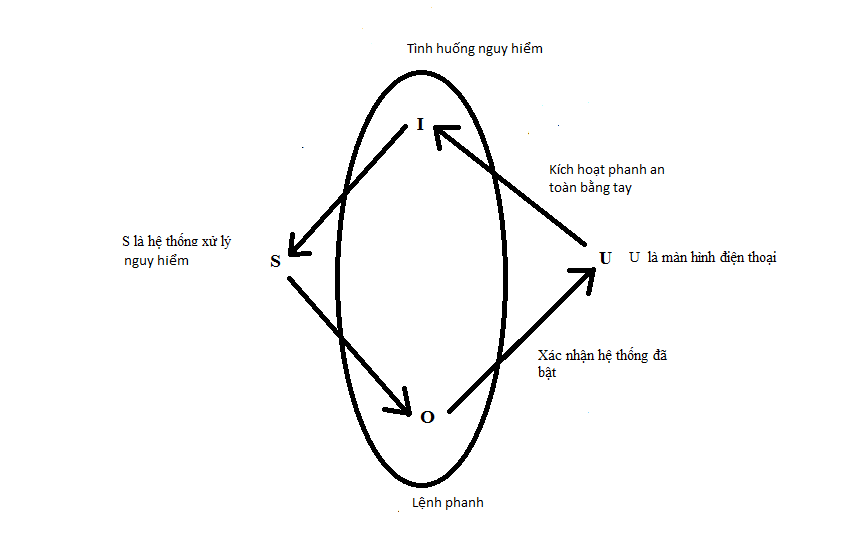 Tình huống nguy hiểm
I
Kích hoạt phanh an
toàn bằng tay
S là hệ thống xử lý
nguy hiểm
S
U
U là màn hình điện thoại
Xác nhận hệ thống đã
bật
O
Lệnh phanh